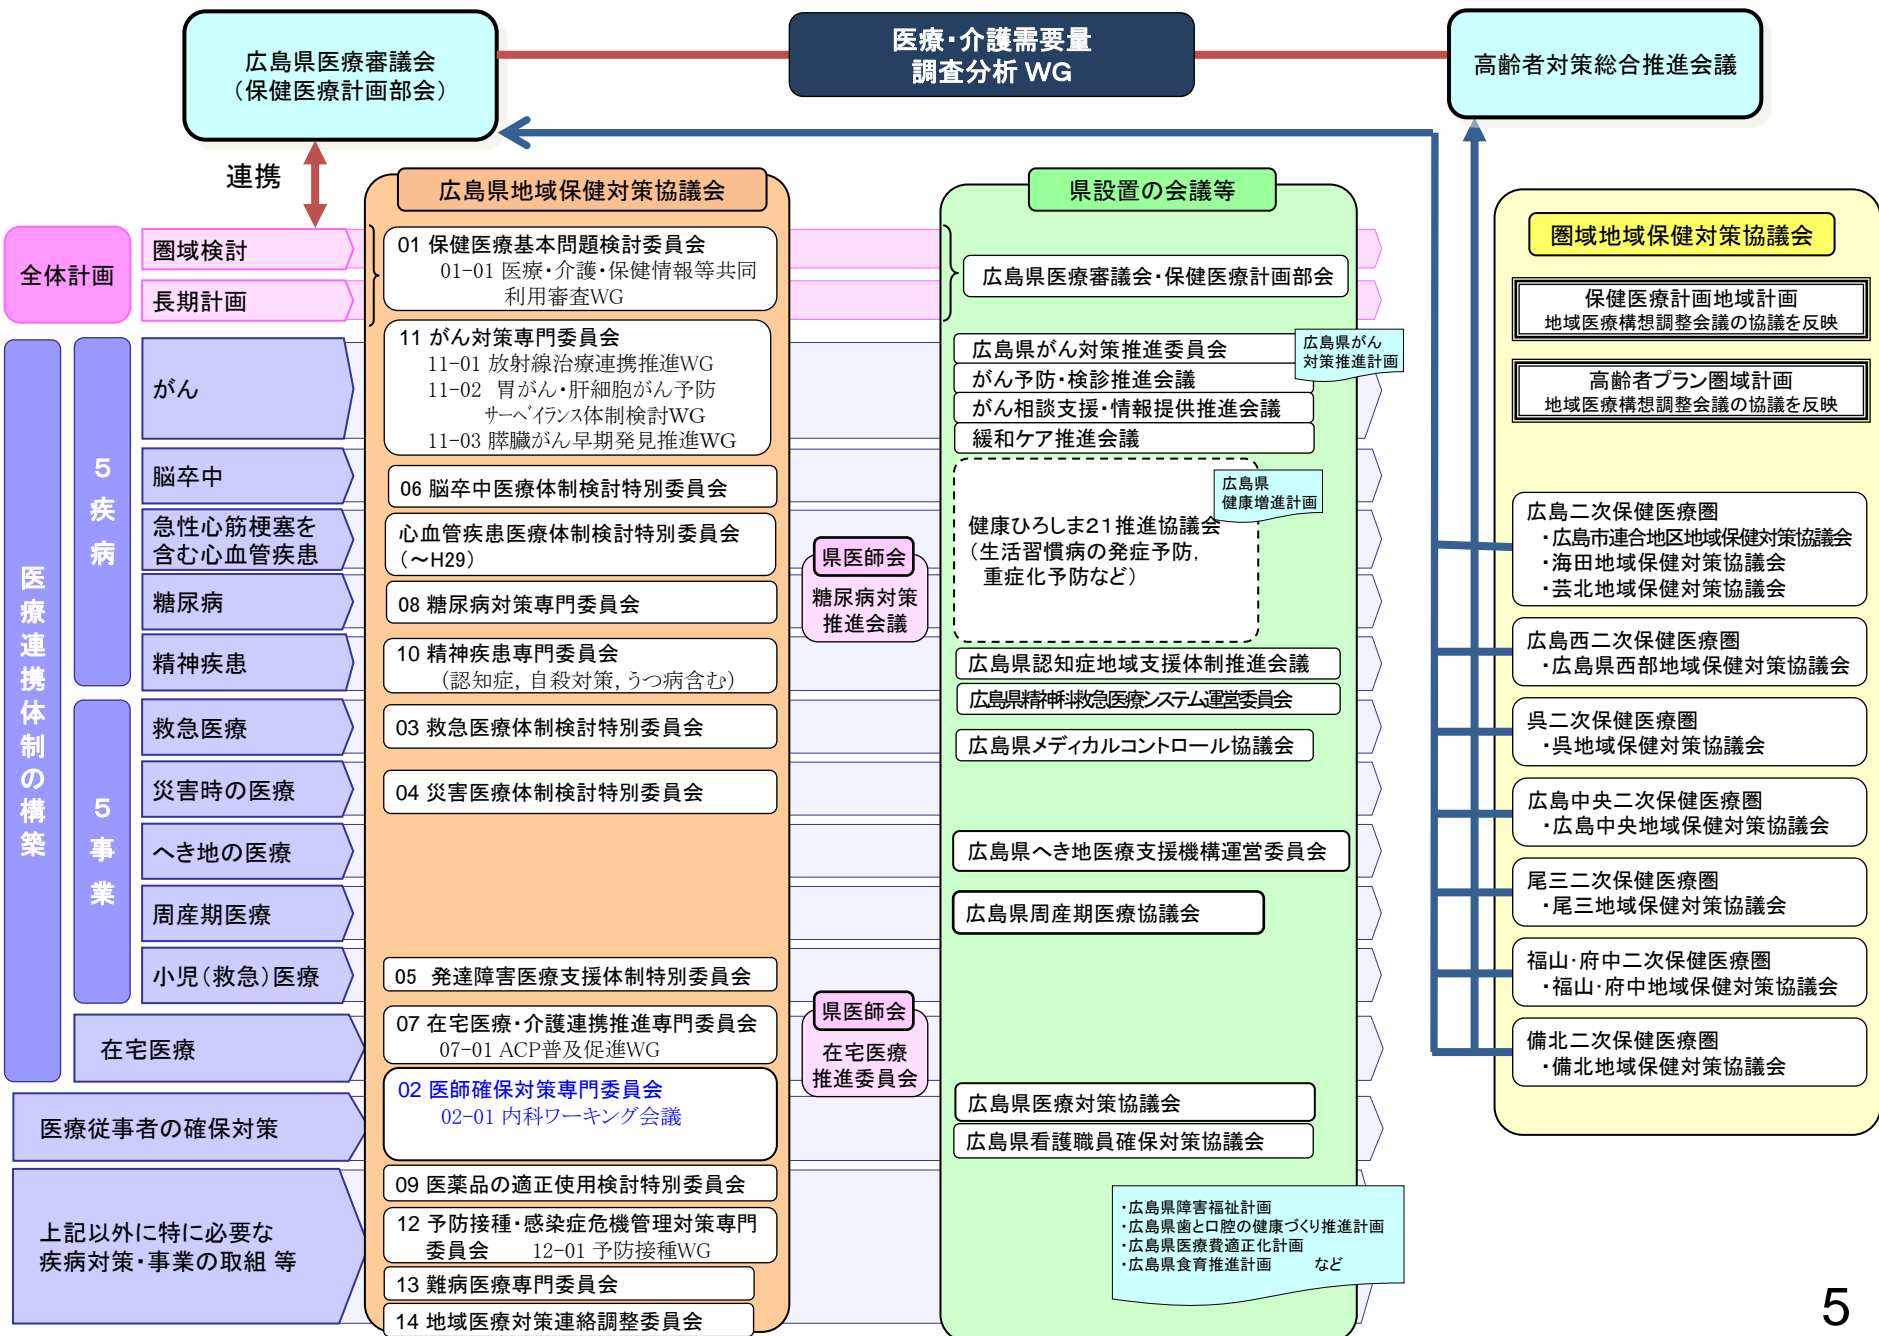 広島県医療審議会
（保健医療計画部会）
医療・介護需要量
調査分析 WG
高齢者対策総合推進会議
連携
広島県地域保健対策協議会
県設置の会議等
圏域地域保健対策協議会
全体計画
圏域検討
長期計画
01 保健医療基本問題検討委員会
01-01 医療・介護・保健情報等共同
利用審査WG
広島県医療審議会・保健医療計画部会
保健医療計画地域計画
地域医療構想調整会議の協議を反映
高齢者プラン圏域計画
地域医療構想調整会議の協議を反映
医療連携体制の構築
5疾病
がん
11 がん対策専門委員会
11-01 放射線治療連携推進WG
11-02 胃がん・肝細胞がん予防
サーベイランス体制検討WG
11-03 膵臓がん早期発見推進WG
広島県がん対策推進委員会
がん予防・検診推進会議
がん相談支援・情報提供推進会議
緩和ケア推進会議
広島県がん
対策推進計画
脳卒中
06 脳卒中医療体制検討特別委員会
急性心筋梗塞を
含む心血管疾患
心血管疾患医療体制検討特別委員会
（～H29）
糖尿病
08 糖尿病対策専門委員会
県医師会
糖尿病対策
推進会議
広島県
健康増進計画
健康ひろしま21推進協議会
（生活習慣病の発症予防,
重症化予防など）
精神疾患
10 精神疾患専門委員会
（認知症, 自殺対策, うつ病含む）
広島県認知症地域支援体制推進会議
広島県精神科救急医療システム運営委員会
5事業
救急医療
03 救急医療体制検討特別委員会
広島県メディカルコントロール協議会
災害時の医療
04 災害医療体制検討特別委員会
へき地の医療
広島県へき地医療支援機構運営委員会
周産期医療
広島県周産期医療協議会
小児（救急）医療
05 発達障害医療支援体制特別委員会
在宅医療
07 在宅医療・介護連携推進専門委員会
07-01 ACP普及促進WG
県医師会
在宅医療
推進委員会
医療従事者の確保対策
02 医師確保対策専門委員会
02-01 内科ワーキング会議
広島県医療対策協議会
広島県看護職員確保対策協議会
上記以外に特に必要な
疾病対策・事業の取組 等
09 医薬品の適正使用検討特別委員会
12 予防接種・感染症危機管理対策専門
委員会 12-01 予防接種WG
13 難病医療専門委員会
14 地域医療対策連絡調整委員会
・広島県障害福祉計画
・広島県歯と口腔の健康づくり推進計画
・広島県医療費適正化計画
・広島県食育推進計画 など
広島二次保健医療圏
・広島市連合地区地域保健対策協議会
・海田地域保健対策協議会
・芸北地域保健対策協議会
広島西二次保健医療圏
・広島県西部地域保健対策協議会
呉二次保健医療圏
・呉地域保健対策協議会
広島中央二次保健医療圏
・広島中央地域保健対策協議会
尾三二次保健医療圏
・尾三地域保健対策協議会
福山・府中二次保健医療圏
・福山・府中地域保健対策協議会
備北二次保健医療圏
・備北地域保健対策協議会
5